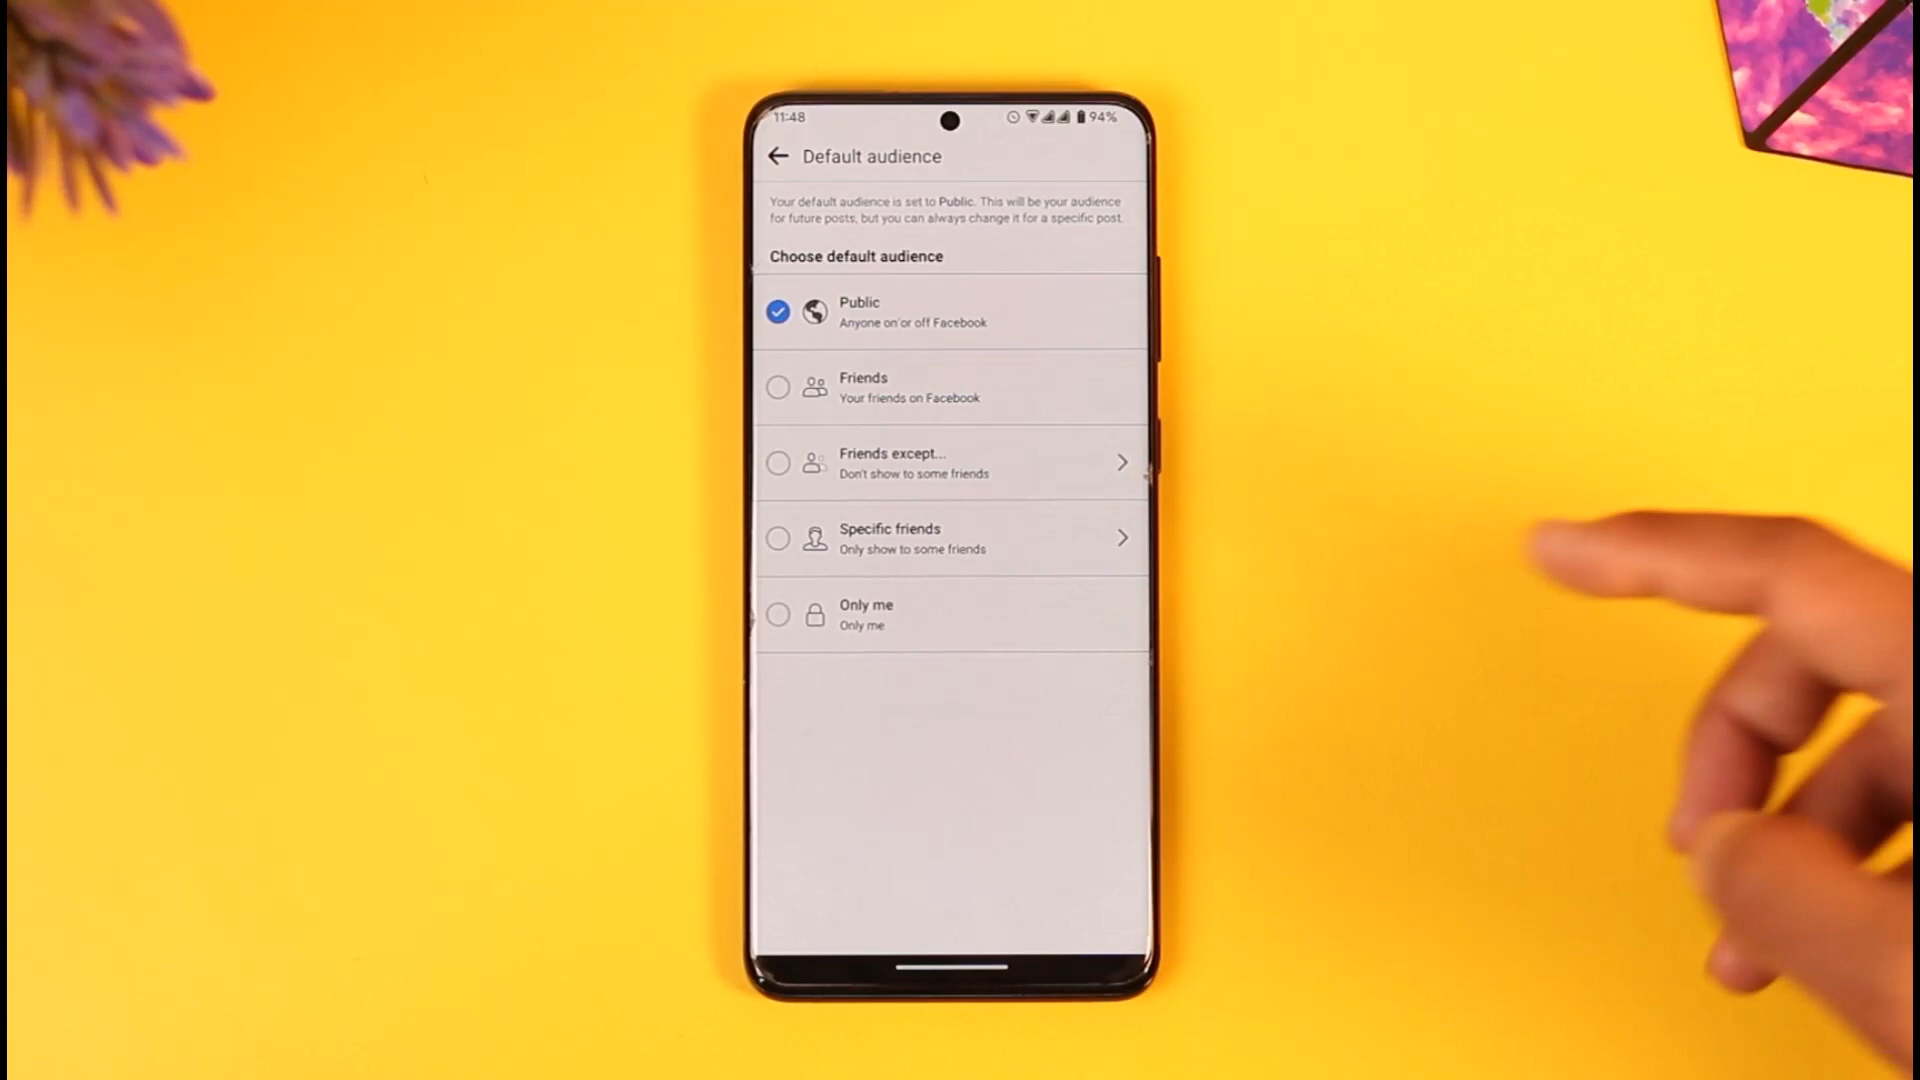 11:48
94%
Default audience
Your default audience is set to Public. This will be your audience
for future posts, but you can always change it for a specific post.
Choose default audience
Public
Anyone on or off Facebook
Friends
Your friends on Facebook
Friends except...
Don't show to some friends
Specific friends
Only show to some friends
Only me
Only me